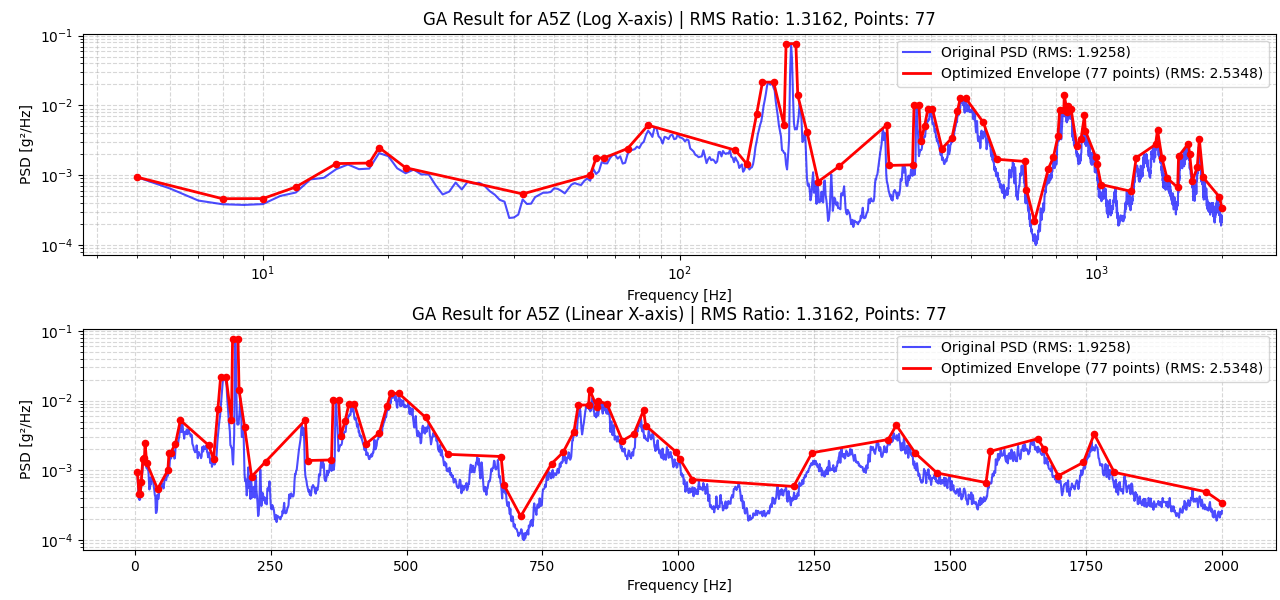 GA Result for A5Z (Log X-axis) | RMS Ratio: 1.3162, Points: 77
10⁻¹
10⁻²
10⁻³
10⁻⁴
PSD [g²/Hz]
Original PSD (RMS: 1.9258)
Optimized Envelope (77 points) (RMS: 2.5348)
10¹
10²
10³
Frequency [Hz]
GA Result for A5Z (Linear X-axis) | RMS Ratio: 1.3162, Points: 77
10⁻¹
10⁻²
10⁻³
10⁻⁴
PSD [g²/Hz]
Original PSD (RMS: 1.9258)
Optimized Envelope (77 points) (RMS: 2.5348)
0 250 500 750 1000 1250 1500 1750 2000
Frequency [Hz]